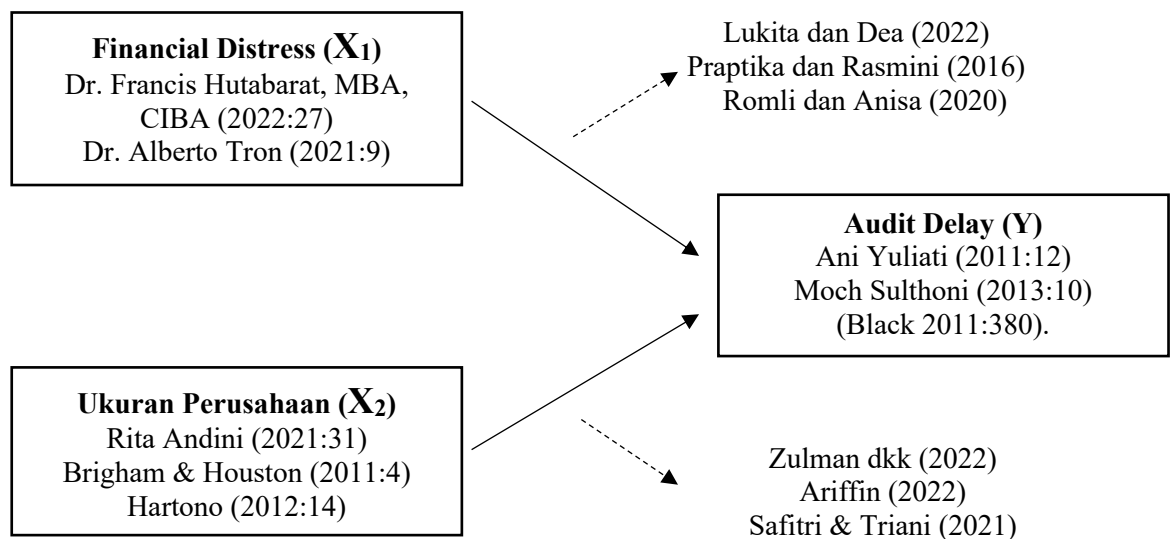 Financial Distress (X1)
Dr. Francis Hutabarat, MBA,
CIBA (2022:27)
Dr. Alberto Tron (2021:9)
Lukita dan Dea (2022)
Praptika dan Rasmini (2016)
Romli dan Anisa (2020)
Audit Delay (Y)
Ani Yuliati (2011:12)
Moch Sulthoni (2013:10)
(Black 2011:380).
Ukuran Perusahaan (X2)
Rita Andini (2021:31)
Brigham & Houston (2011:4)
Hartono (2012:14)
Zulman dkk (2022)
Ariffin (2022)
Safitri & Triani (2021)